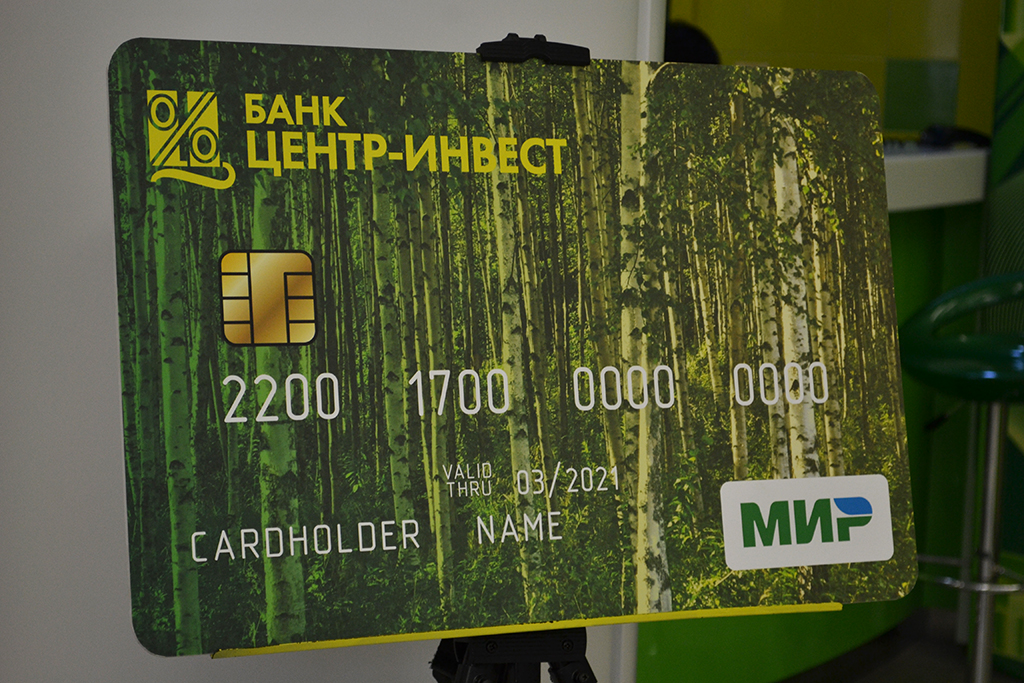 БАНК
ЦЕНТР-ИНВЕСТ
2200 1700 0000 0000
VALID
THRU 03/2021
CARDHOLDER NAME
МИР